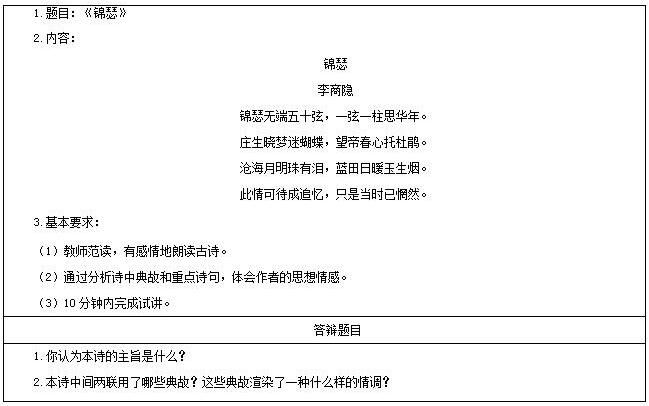 1.题目：《锦瑟》
2.内容：
锦瑟
李商隐
锦瑟无端五十弦，一弦一柱思华年。
庄生晓梦迷蝴蝶，望帝春心托杜鹃。
沧海月明珠有泪，蓝田日暖玉生烟。
此情可待成追忆，只是当时已惘然。
3.基本要求：
（1）教师范读，有感情地朗读古诗。
（2）通过分析诗中典故和重点诗句，体会作者的思想情感。
（3）10分钟内完成试讲。
答辩题目
1.你认为本诗的主旨是什么？
2.本诗中间两联用了哪些典故？这些典故渲染了一种什么样的情调？